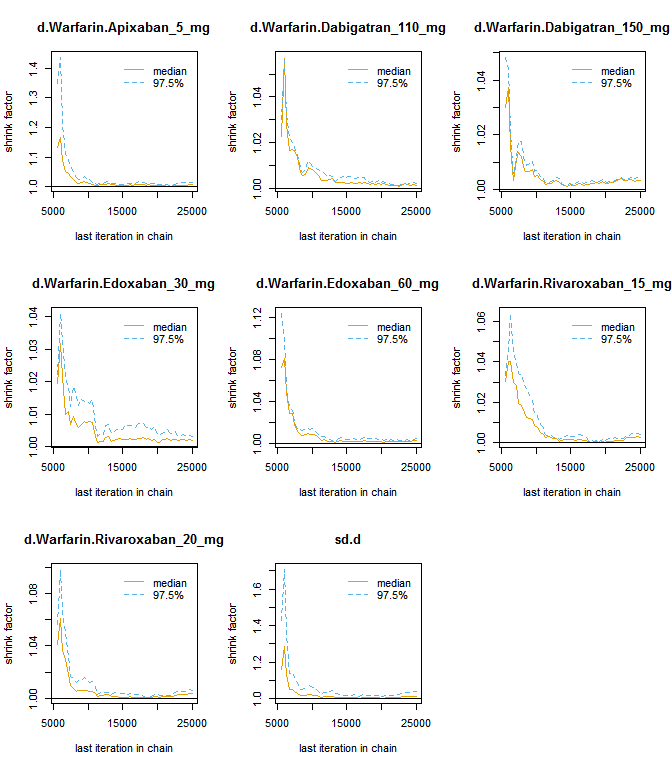 d.Warfarin.Apixaban_5_mg
shrink factor
1.0 1.1 1.2 1.3 1.4
median
97.5%
5000 15000 25000
last iteration in chain
d.Warfarin.Dabigatran_110_mg
shrink factor
1.00 1.02 1.04
median
97.5%
5000 15000 25000
last iteration in chain
d.Warfarin.Dabigatran_150_mg
shrink factor
1.00 1.02 1.04
median
97.5%
5000 15000 25000
last iteration in chain
d.Warfarin.Edoxaban_30_mg
shrink factor
1.00 1.01 1.02 1.03 1.04
median
97.5%
5000 15000 25000
last iteration in chain
d.Warfarin.Edoxaban_60_mg
shrink factor
1.00 1.04 1.08 1.12
median
97.5%
5000 15000 25000
last iteration in chain
d.Warfarin.Rivaroxaban_15_mg
shrink factor
1.00 1.02 1.04 1.06
median
97.5%
5000 15000 25000
last iteration in chain
d.Warfarin.Rivaroxaban_20_mg
shrink factor
1.00 1.04 1.08
median
97.5%
5000 15000 25000
last iteration in chain
sd.d
shrink factor
1.0 1.2 1.4 1.6
median
97.5%
5000 15000 25000
last iteration in chain